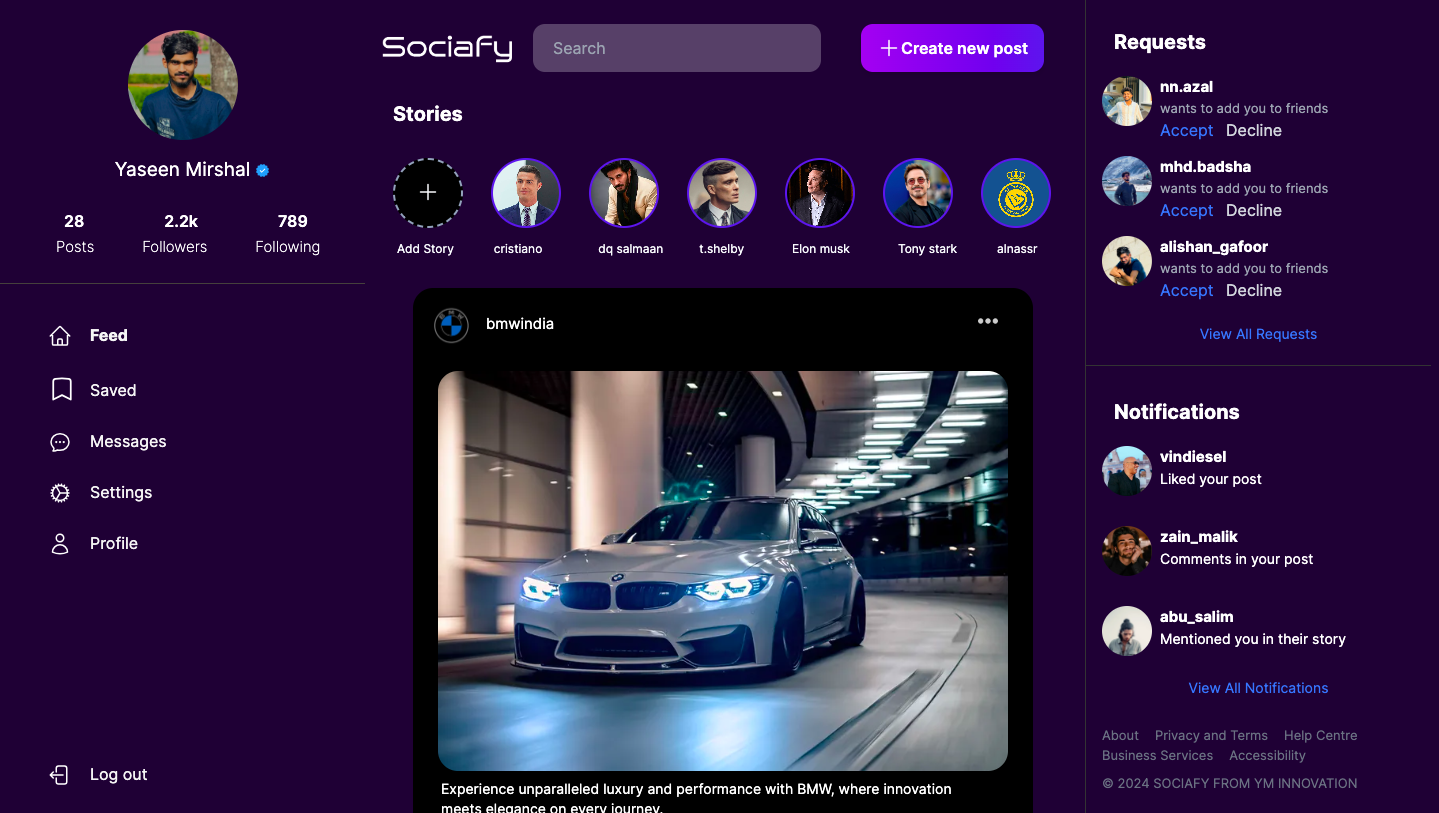 Yaseen Mirshal
28
Posts
2.2k
Followers
789
Following
Feed
Saved
Messages
Settings
Profile
Log out
Sociafy
Search
Create new post
Stories
Add Story
cristiano
dq salmaan
t.shelby
Elon musk
Tony stark
alnassr
bmwindia
Experience unparalleled luxury and performance with BMW, where innovation
meets elegance on every journey.
Requests
nn.azal
wants to add you to friends
Accept Decline
mhd.badsha
wants to add you to friends
Accept Decline
alishan_gafoor
wants to add you to friends
Accept Decline
View All Requests
Notifications
vindiesel
Liked your post
zain_malik
Comments in your post
abu_salim
Mentioned you in their story
View All Notifications
About Privacy and Terms Help Centre
Business Services Accessibility
© 2024 SOCIAFY FROM YM INNOVATION